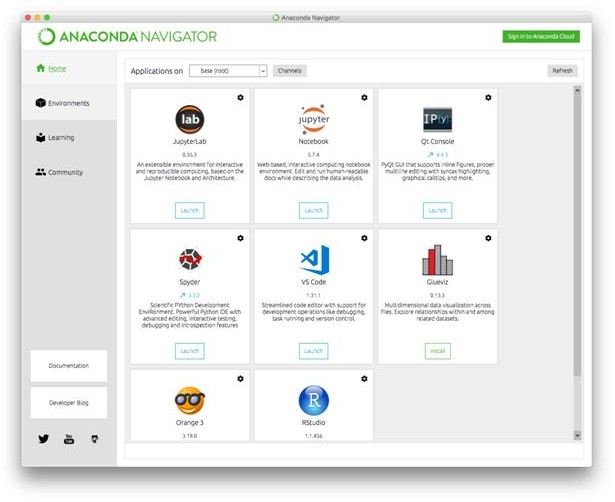 Anaconda Navigator
ANACONDA NAVIGATOR
Sign in to Anaconda Cloud
Home
Environments
Learning
Community
Documentation
Developer Blog
Applications on
base (root)
Channels
Refresh
lab
JupyterLab
0.35.3
An extensible environment for interactive
and reproducible computing, based on the
Jupyter Notebook and Architecture.
Launch
jupyter
Notebook
5.7.4
Web-based, interactive computing notebook
environment. Edit and run human-readable
docs while describing the data analysis.
Launch
IP[y]:
Qt Console
4.4.3
PyQt GUI that supports inline figures, proper
multiline editing with syntax highlighting,
graphical calltips, and more.
Launch
Spyder
3.3.2
Scientific PYthon Development
EnviRonment. Powerful Python IDE with
advanced editing, interactive testing,
debugging and introspection features
Launch
VS Code
1.31.1
Streamlined code editor with support for
development operations like debugging,
task running and version control.
Launch
Glueviz
0.13.3
Multidimensional data visualization across
files. Explore relationships within and among
related datasets.
Install
Orange 3
3.19.0
R
RStudio
1.1.456